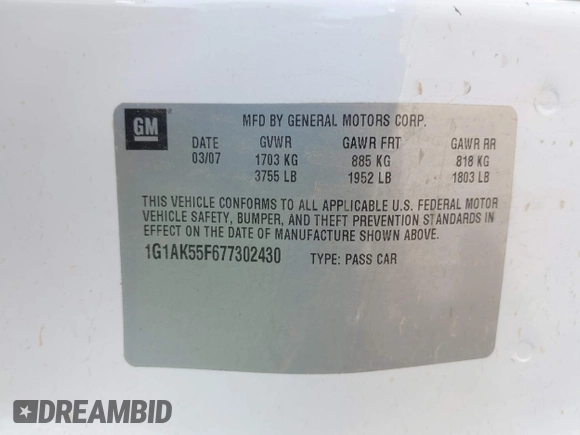 GM
MFD BY GENERAL MOTORS CORP.
DATE GVWR GAWR FRT GAWR RR
03/07 1703 KG 885 KG 818 KG
3755 LB 1952 LB 1803 LB
THIS VEHICLE CONFORMS TO ALL APPLICABLE U.S. FEDERAL MOTOR
VEHICLE SAFETY, BUMPER, AND THEFT PREVENTION STANDARDS IN
EFFECT ON THE DATE OF MANUFACTURE SHOWN ABOVE.
1G1AK55F677302430 TYPE: PASS CAR
DREAMBID